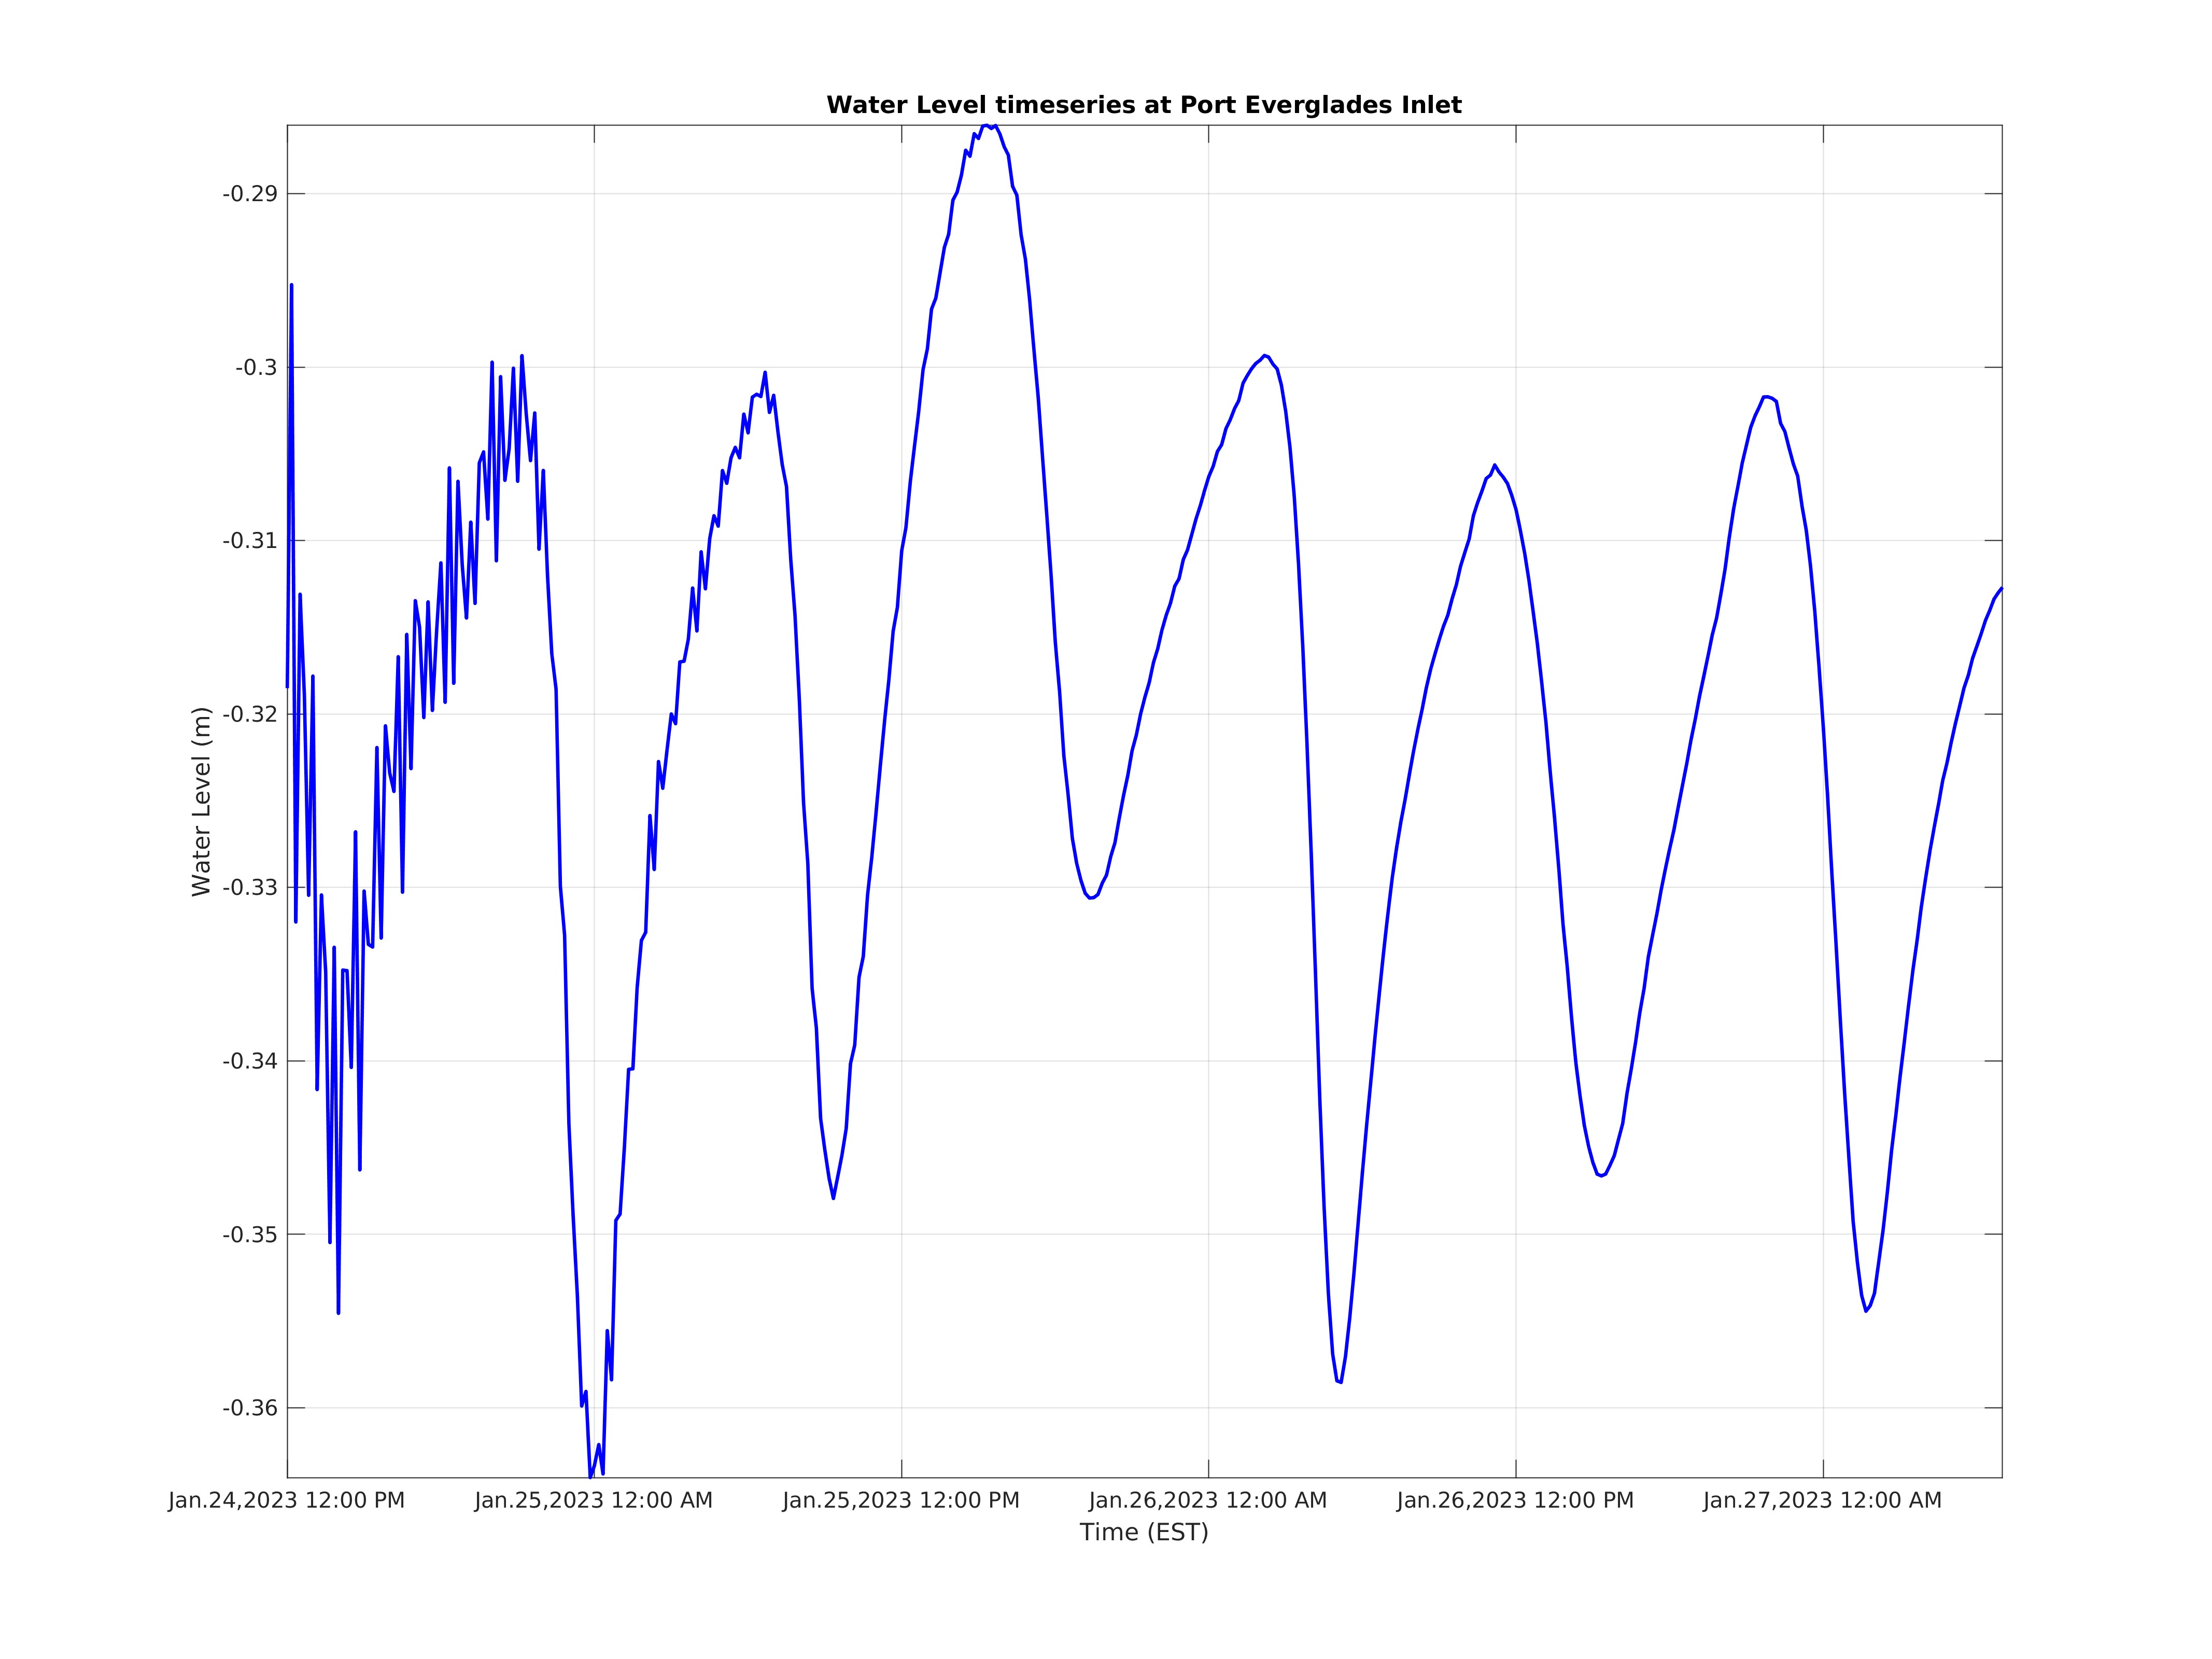 Water Level timeseries at Port Everglades Inlet
-0.29
-0.3
-0.31
-0.32
-0.33
-0.34
-0.35
-0.36
Water Level (m)
Jan.24,2023 12:00 PM Jan.25,2023 12:00 AM Jan.25,2023 12:00 PM Jan.26,2023 12:00 AM Jan.26,2023 12:00 PM Jan.27,2023 12:00 AM
Time (EST)